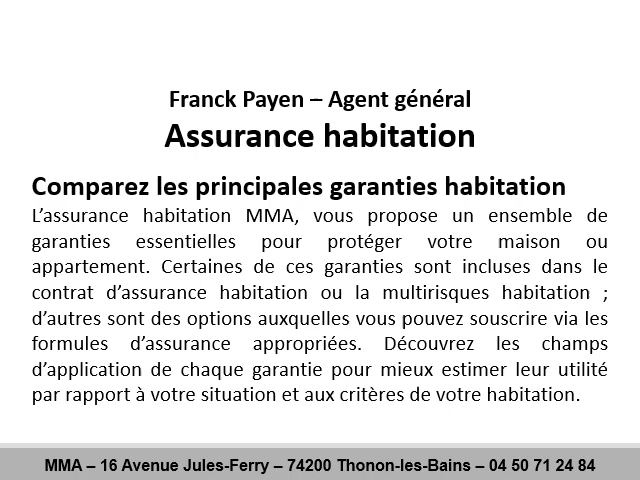 Franck Payen – Agent général
Assurance habitation
Comparez les principales garanties habitation
L’assurance habitation MMA, vous propose un ensemble de
garanties essentielles pour protéger votre maison ou
appartement. Certaines de ces garanties sont incluses dans le
contrat d’assurance habitation ou la multirisques habitation ;
d’autres sont des options auxquelles vous pouvez souscrire via les
formules d’assurance appropriées. Découvrez les champs
d’application de chaque garantie pour mieux estimer leur utilité
par rapport à votre situation et aux critères de votre habitation.
MMA – 16 Avenue Jules-Ferry – 74200 Thonon-les-Bains – 04 50 71 24 84